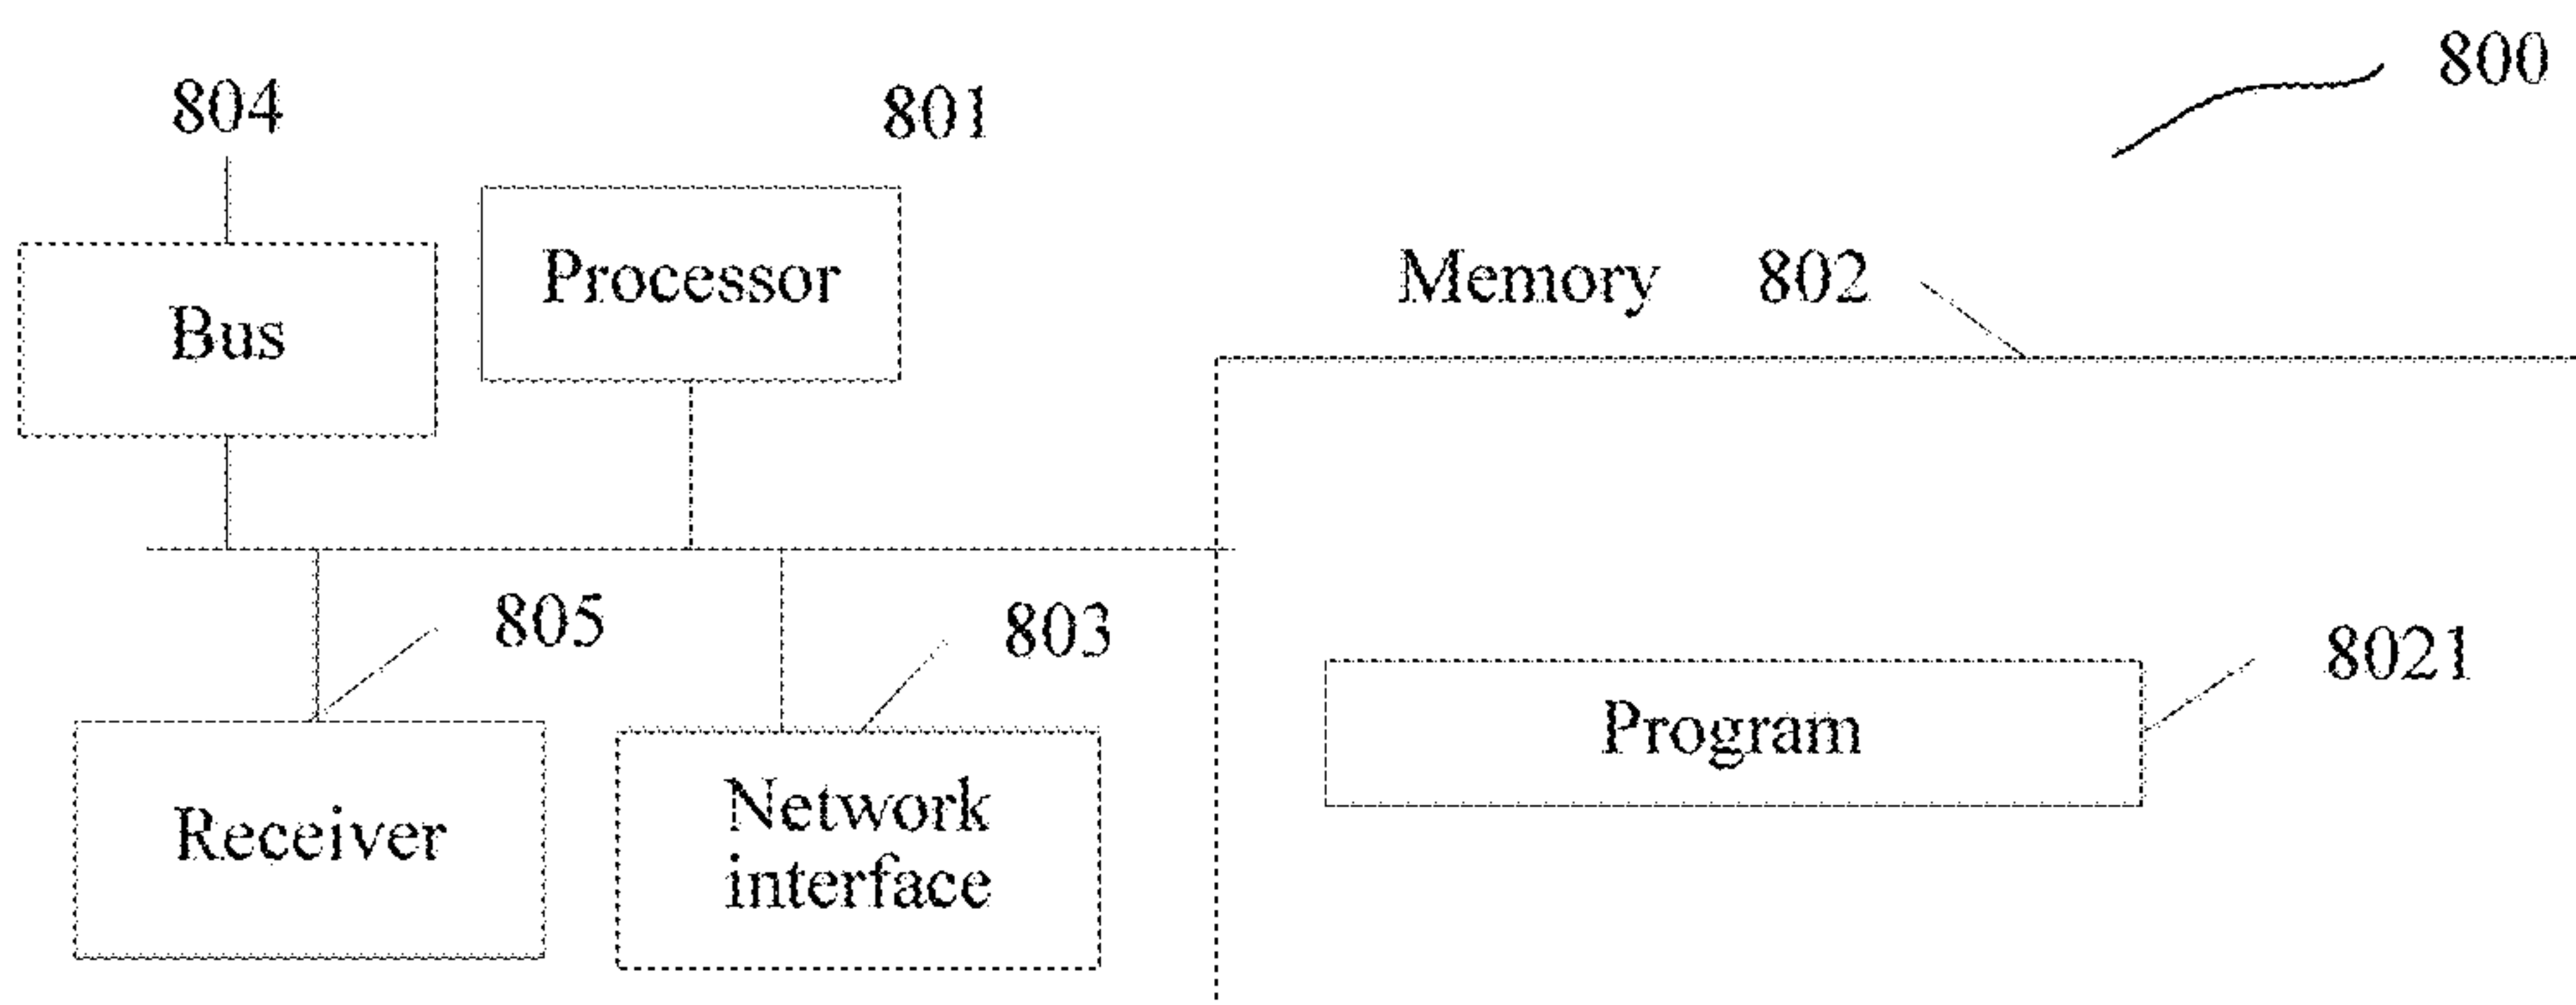 800
804
801
Processor
Memory 802
Bus
805
803
8021
Program
Network
interface
Receiver